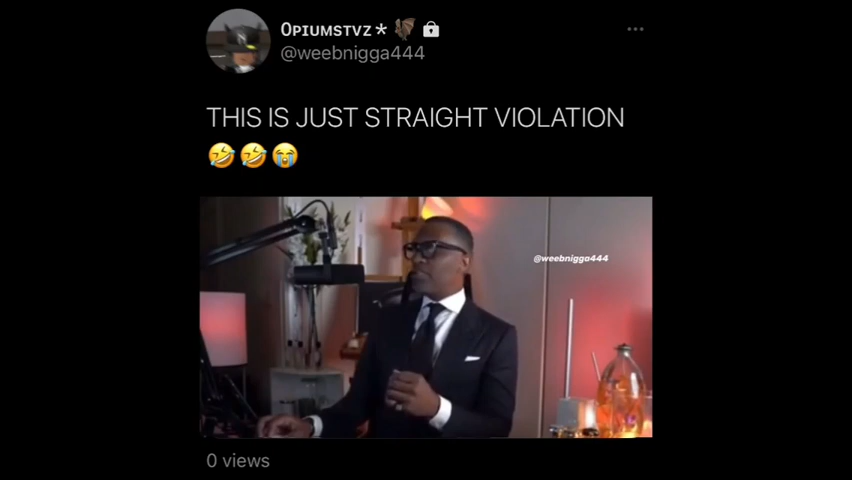 OPIUMSTVZ* 🔒
@weebnigga444
THIS IS JUST STRAIGHT VIOLATION
🤣🤣😭
@weebnigga444
0 views